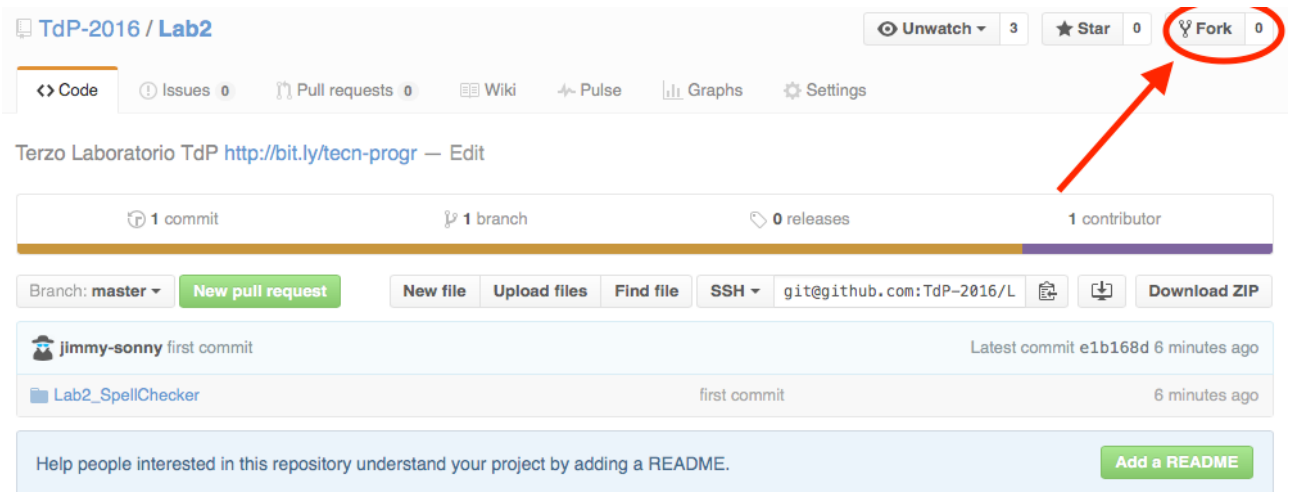 TdP-2016 / Lab2 Unwatch 3 Star 0 Fork 0
Code Issues 0 Pull requests 0 Wiki Pulse Graphs Settings
Terzo Laboratorio TdP http://bit.ly/tecn-progr — Edit
1 commit 1 branch 0 releases 1 contributor
Branch: master New pull request New file Upload files Find file SSH git@github.com:TdP-2016/L Download ZIP
jimmy-sonny first commit Latest commit e1b168d 6 minutes ago
Lab2_SpellChecker first commit 6 minutes ago
Help people interested in this repository understand your project by adding a README. Add a README